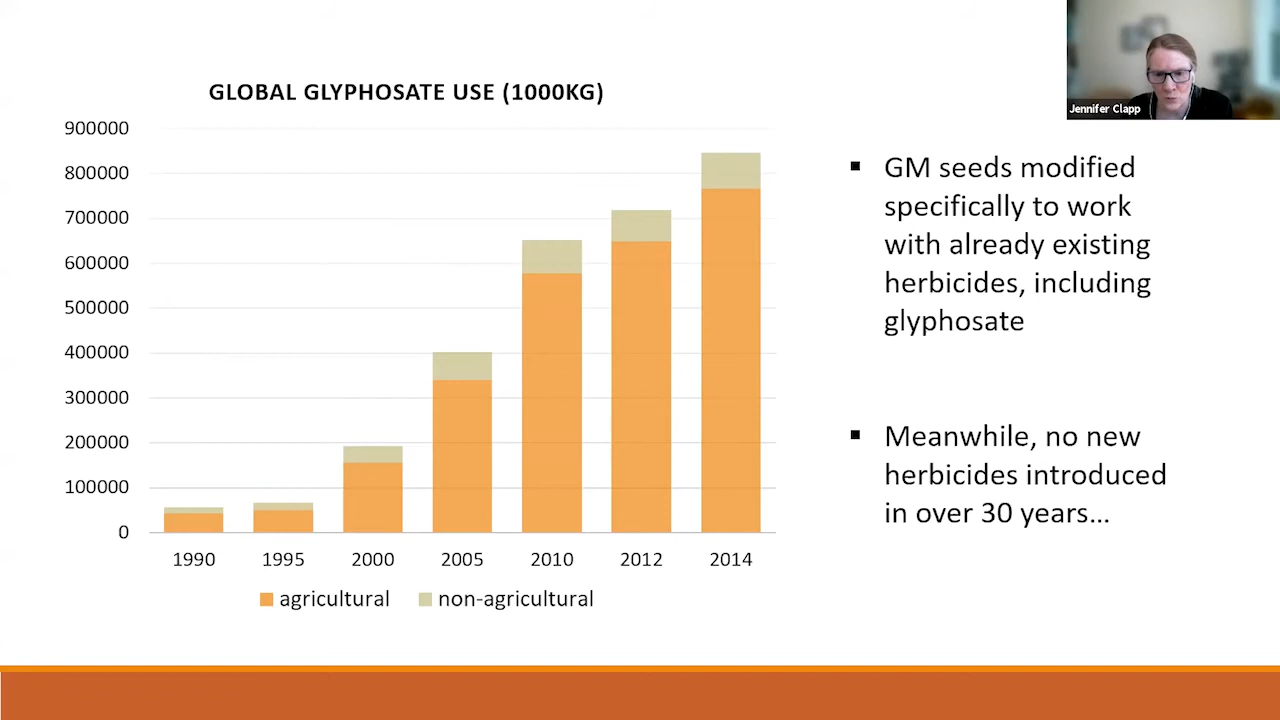 Jennifer Clapp
GLOBAL GLYPHOSATE USE (1000KG)
900000
800000
700000
600000
500000
400000
300000
200000
100000
0
1990 1995 2000 2005 2010 2012 2014
agricultural non-agricultural
▪ GM seeds modified
specifically to work
with already existing
herbicides, including
glyphosate
▪ Meanwhile, no new
herbicides introduced
in over 30 years…